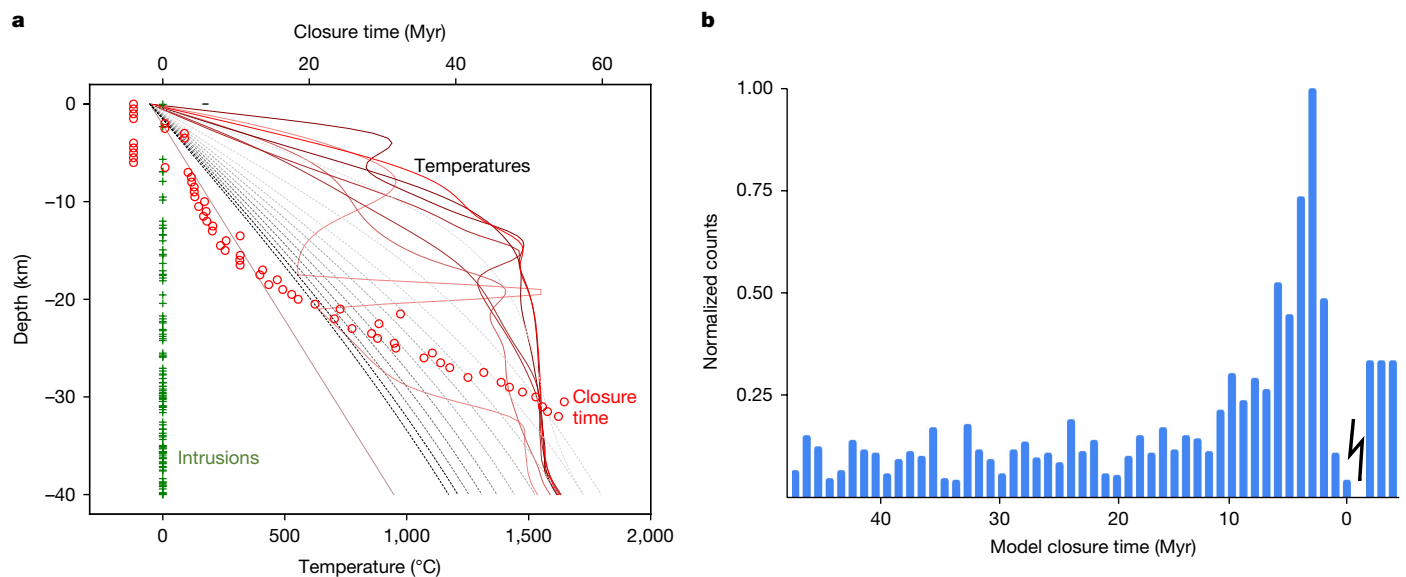 a
Closure time (Myr)
0 20 40 60
0
–10
–20
–30
–40
Depth (km)
Temperatures
Closure
time
Intrusions
0 500 1,000 1,500 2,000
Temperature (°C)
b
1.00
0.75
0.50
0.25
Normalized counts
40 30 20 10 0
Model closure time (Myr)